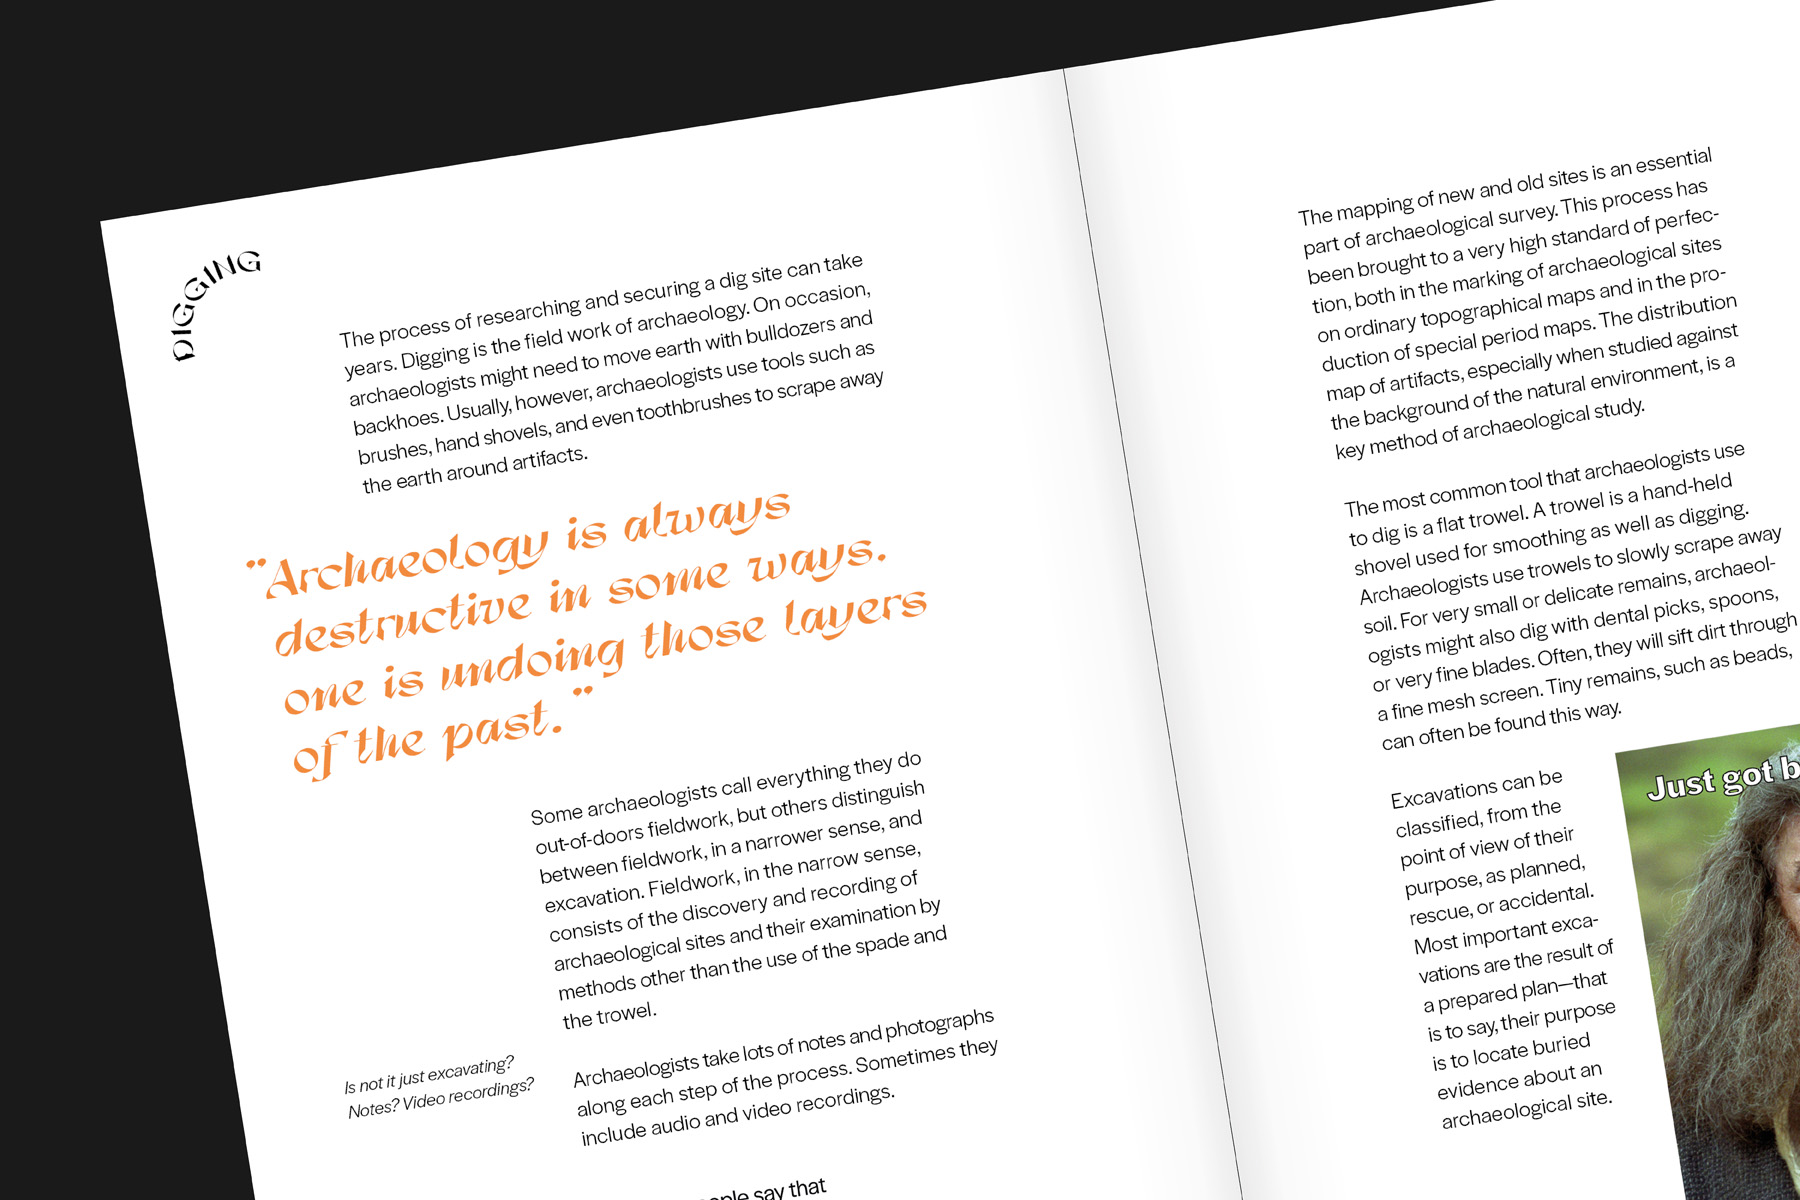 DIGGING
The process of researching and securing a dig site can take
years. Digging is the field work of archaeology. On occasion,
archaeologists might need to move earth with bulldozers and
backhoes. Usually, however, archaeologists use tools such as
brushes, hand shovels, and even toothbrushes to scrape away
the earth around artifacts.
"Archaeology is always
destructive in some ways.
one is undoing those layers
of the past."
Some archaeologists call everything they do
out-of-doors fieldwork, but others distinguish
between fieldwork, in a narrower sense, and
excavation. Fieldwork, in the narrow sense,
consists of the discovery and recording of
archaeological sites and their examination by
methods other than the use of the spade and
the trowel.
Is not it just excavating?
Notes? Video recordings?
Archaeologists take lots of notes and photographs
along each step of the process. Sometimes they
include audio and video recordings.
say that
The mapping of new and old sites is an essential
part of archaeological survey. This process has
been brought to a very high standard of perfec-
tion, both in the marking of archaeological sites
on ordinary topographical maps and in the pro-
duction of special period maps. The distribution
map of artifacts, especially when studied against
the background of the natural environment, is a
key method of archaeological study.
The most common tool that archaeologists use
to dig is a flat trowel. A trowel is a hand-held
shovel used for smoothing as well as digging.
Archaeologists use trowels to slowly scrape away
soil. For very small or delicate remains, archaeol-
ogists might also dig with dental picks, spoons,
or very fine blades. Often, they will sift dirt through
a fine mesh screen. Tiny remains, such as beads,
can often be found this way.
Excavations can be
classified, from the
point of view of their
purpose, as planned,
rescue, or accidental.
Most important exca-
vations are the result of
a prepared plan—that
is to say, their purpose
is to locate buried
evidence about an
archaeological site.
Just got